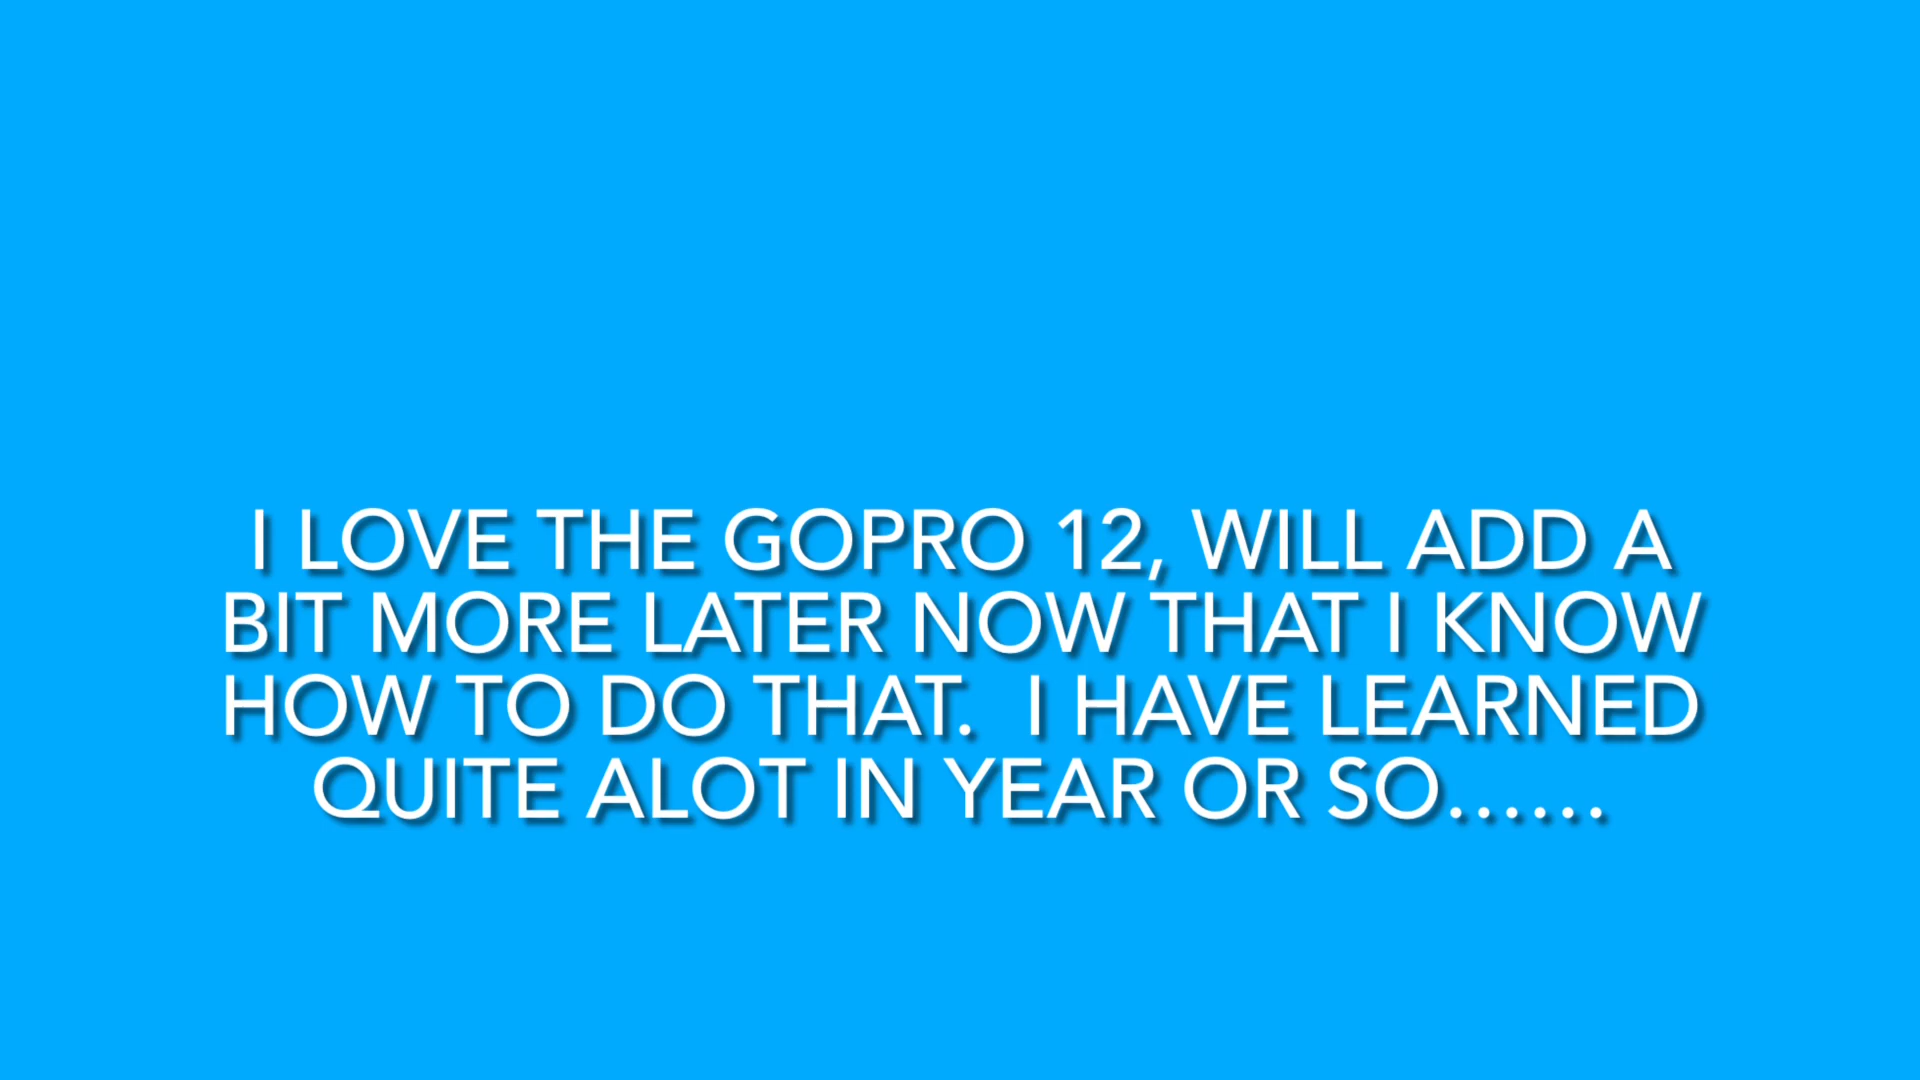 I LOVE THE GOPRO 12, WILL ADD A
BIT MORE LATER NOW THAT I KNOW
HOW TO DO THAT.  I HAVE LEARNED
QUITE ALOT IN YEAR OR SO......